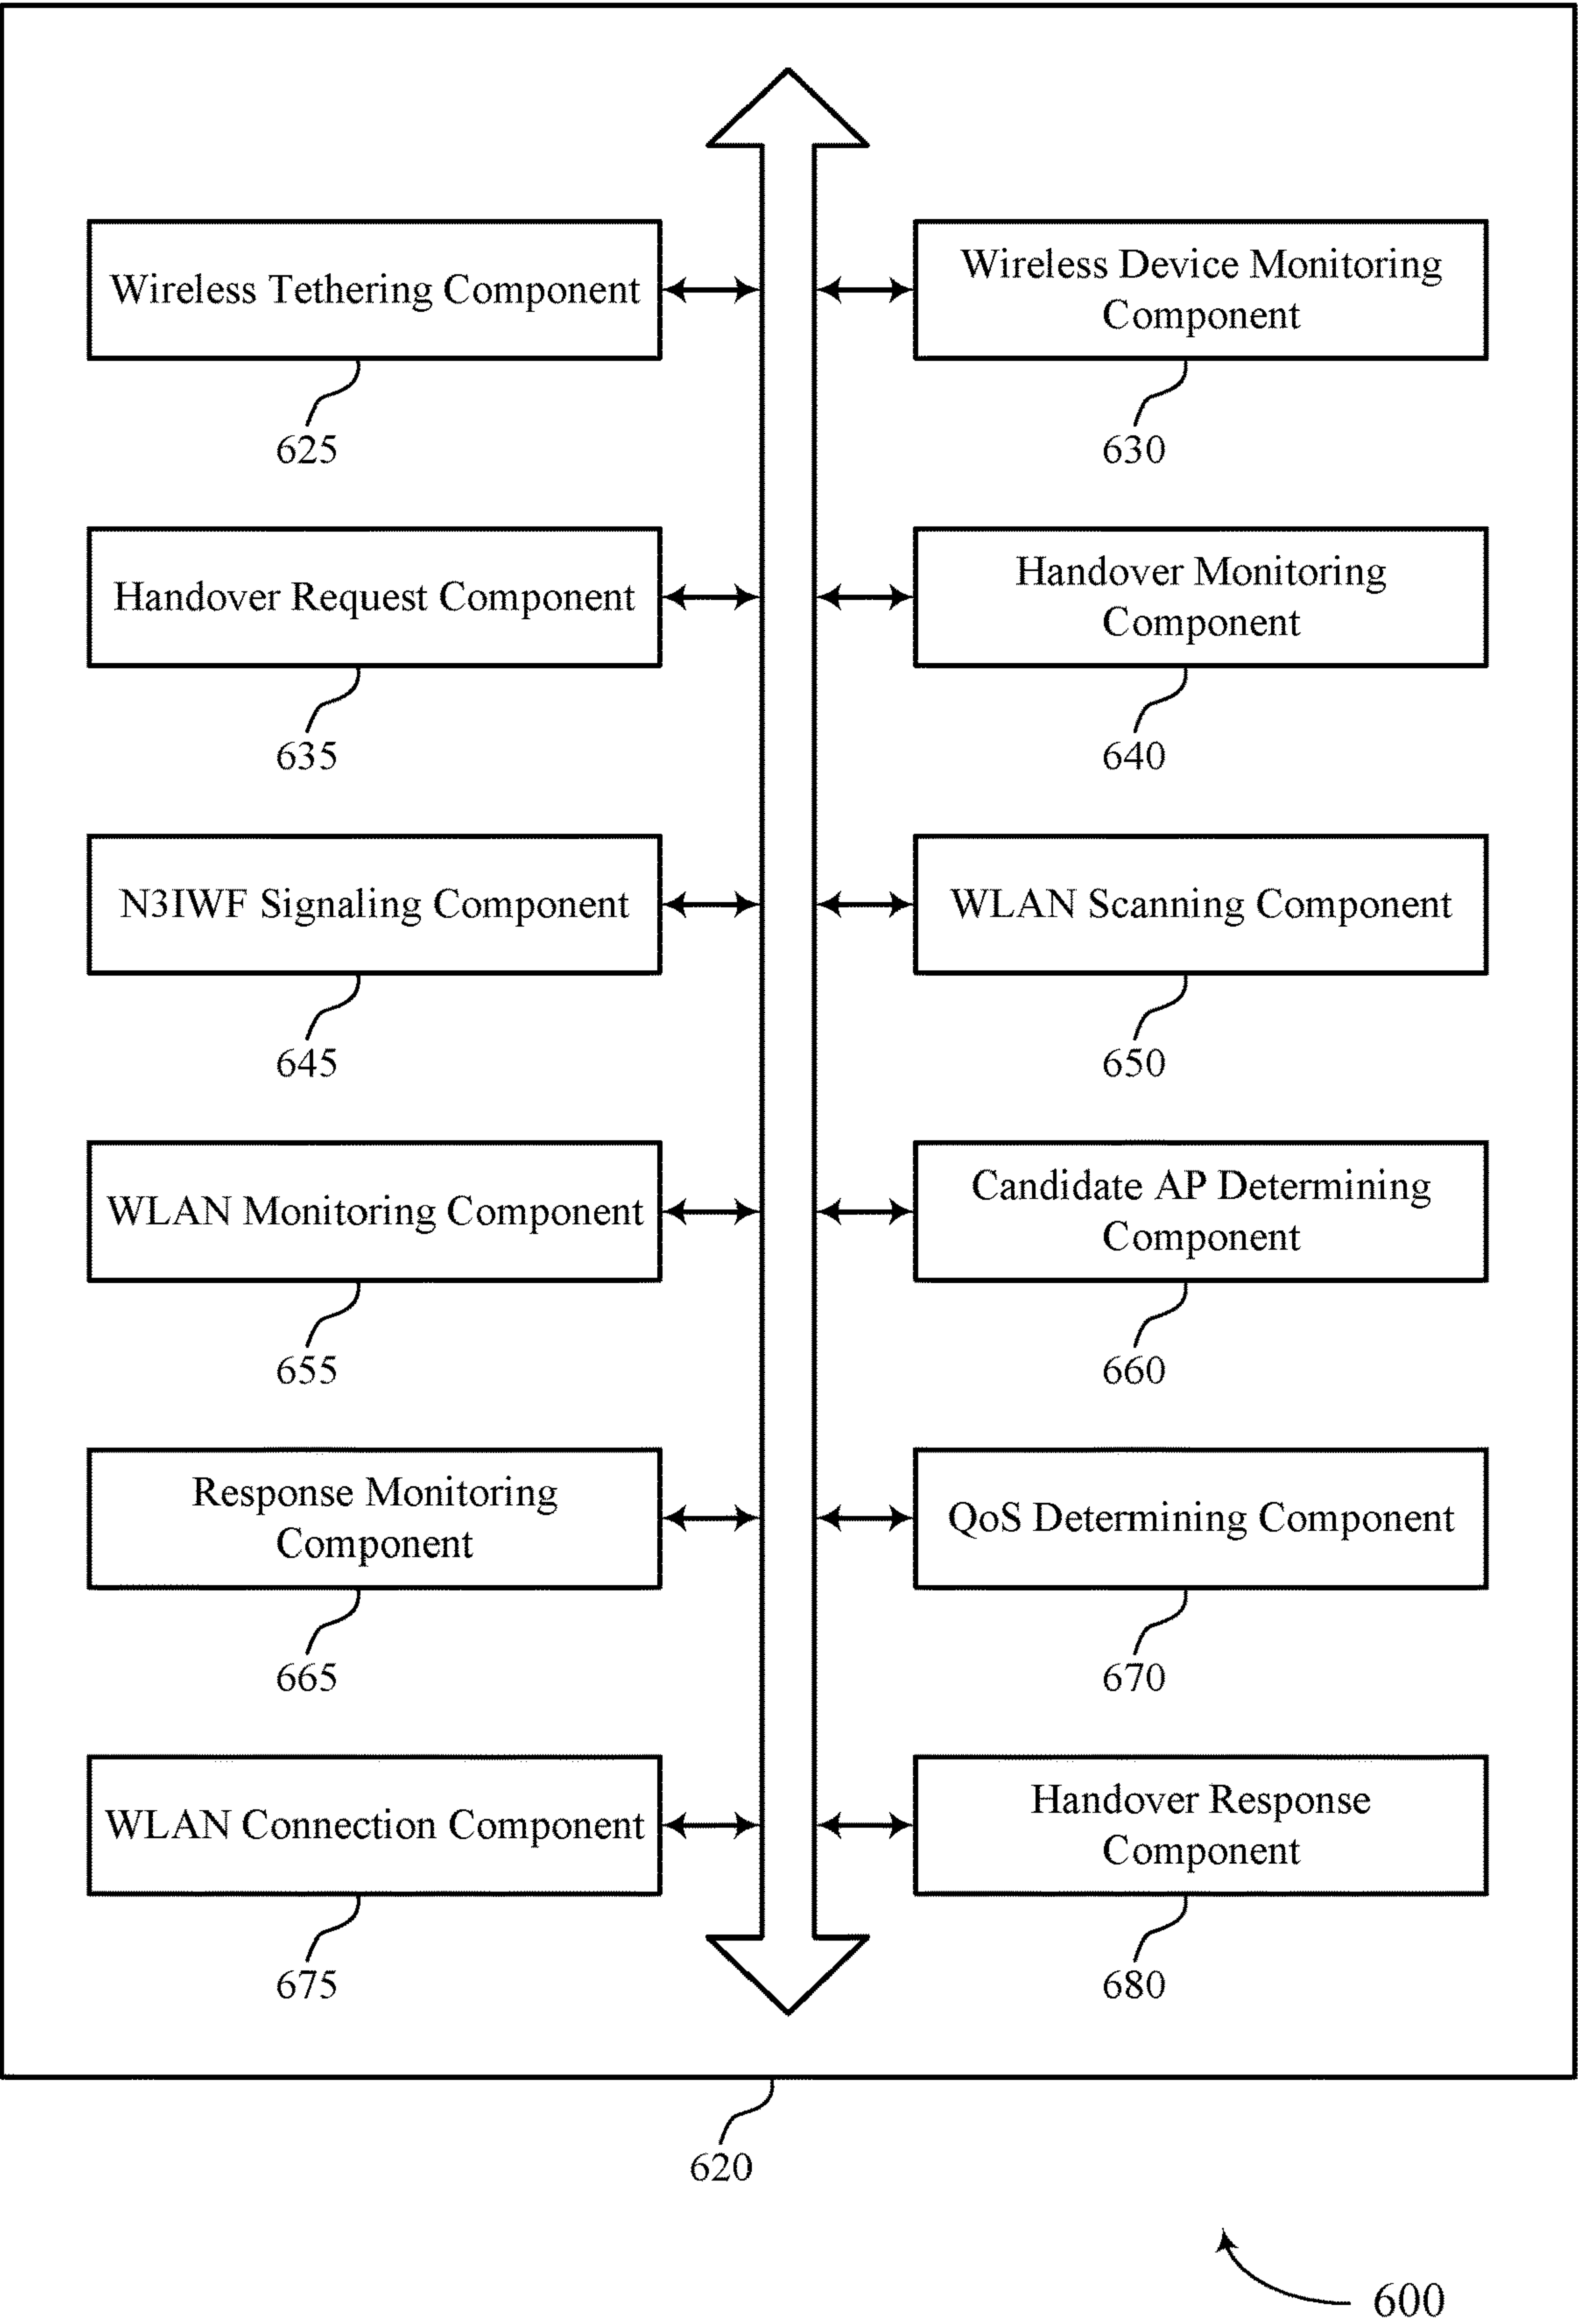 Wireless Tethering Component
625
Wireless Device Monitoring
Component
630
Handover Request Component
635
Handover Monitoring
Component
640
N3IWF Signaling Component
645
WLAN Scanning Component
650
WLAN Monitoring Component
655
Candidate AP Determining
Component
660
Response Monitoring
Component
665
QoS Determining Component
670
WLAN Connection Component
675
Handover Response
Component
680
620
600